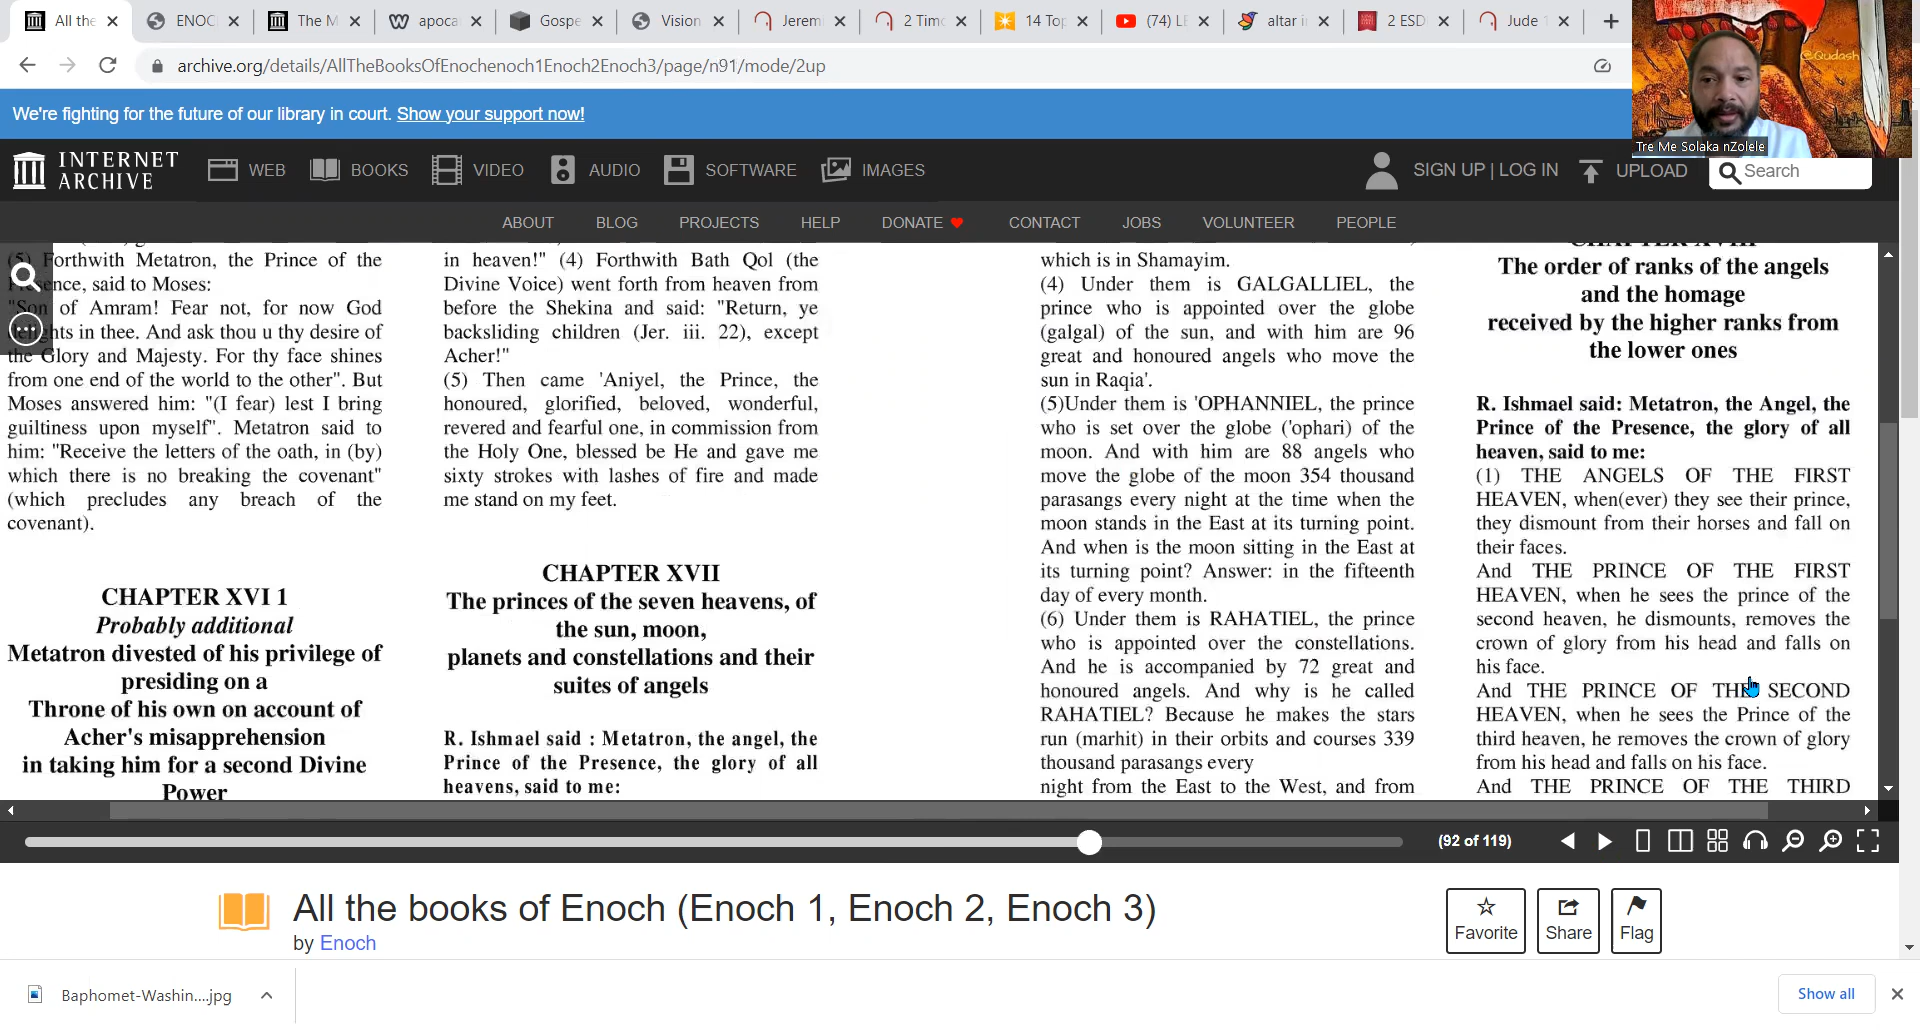 All the
ENOC
The M
apoca
Gospe
Vision
Jerem
2 Tim
14 Top
(74) LE
altar i
2 ESD
Jude
@Qudash
archive.org/details/AllTheBooksOfEnochenoch1Enoch2Enoch3/page/n91/mode/2up
We're fighting for the future of our library in court. Show your support now!
Tre Me Solaka nZolele
INTERNET
ARCHIVE
WEB
BOOKS
VIDEO
AUDIO
SOFTWARE
IMAGES
SIGN UP | LOG IN
UPLOAD
Search
ABOUT
BLOG
PROJECTS
HELP
DONATE
CONTACT
JOBS
VOLUNTEER
PEOPLE
(5) Forthwith Metatron, the Prince of the
Presence, said to Moses:
"Son of Amram! Fear not, for now God
delights in thee. And ask thou u thy desire of
the Glory and Majesty. For thy face shines
from one end of the world to the other". But
Moses answered him: "(I fear) lest I bring
guiltiness upon myself". Metatron said to
him: "Receive the letters of the oath, in (by)
which there is no breaking the covenant"
(which precludes any breach of the
covenant).
CHAPTER XVI 1
Probably additional
Metatron divested of his privilege of
presiding on a
Throne of his own on account of
Acher's misapprehension
in taking him for a second Divine
Power
in heaven!" (4) Forthwith Bath Qol (the
Divine Voice) went forth from heaven from
before the Shekina and said: "Return, ye
backsliding children (Jer. iii. 22), except
Acher!"
(5) Then came 'Aniyel, the Prince, the
honoured, glorified, beloved, wonderful,
revered and fearful one, in commission from
the Holy One, blessed be He and gave me
sixty strokes with lashes of fire and made
me stand on my feet.
CHAPTER XVII
The princes of the seven heavens, of
the sun, moon,
planets and constellations and their
suites of angels
R. Ishmael said : Metatron, the angel, the
Prince of the Presence, the glory of all
heavens, said to me:
which is in Shamayim.
(4) Under them is GALGALLIEL, the
prince who is appointed over the globe
(galgal) of the sun, and with him are 96
great and honoured angels who move the
sun in Raqia'.
(5)Under them is 'OPHANNIEL, the prince
who is set over the globe ('ophari) of the
moon. And with him are 88 angels who
move the globe of the moon 354 thousand
parasangs every night at the time when the
moon stands in the East at its turning point.
And when is the moon sitting in the East at
its turning point? Answer: in the fifteenth
day of every month.
(6) Under them is RAHATIEL, the prince
who is appointed over the constellations.
And he is accompanied by 72 great and
honoured angels. And why is he called
RAHATIEL? Because he makes the stars
run (marhit) in their orbits and courses 339
thousand parasangs every
night from the East to the West, and from
CHAPTER XVIII
The order of ranks of the angels
and the homage
received by the higher ranks from
the lower ones
R. Ishmael said: Metatron, the Angel, the
Prince of the Presence, the glory of all
heaven, said to me:
(1) THE ANGELS OF THE FIRST
HEAVEN, when(ever) they see their prince,
they dismount from their horses and fall on
their faces.
And THE PRINCE OF THE FIRST
HEAVEN, when he sees the prince of the
second heaven, he dismounts, removes the
crown of glory from his head and falls on
his face.
And THE PRINCE OF THE SECOND
HEAVEN, when he sees the Prince of the
third heaven, he removes the crown of glory
from his head and falls on his face.
And THE PRINCE OF THE THIRD
(92 of 119)
All the books of Enoch (Enoch 1, Enoch 2, Enoch 3)
by Enoch
Favorite
Share
Flag
Baphomet-Washin....jpg
Show all